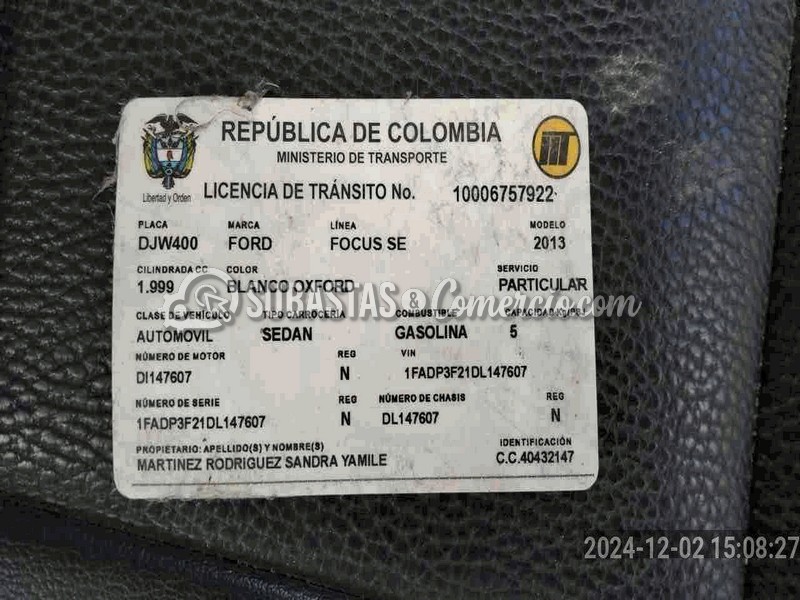 REPÚBLICA DE COLOMBIA
MINISTERIO DE TRANSPORTE
Libertad y Orden
LICENCIA DE TRÁNSITO No. 10006757922
PLACA MARCA LÍNEA MODELO
DJW400 FORD FOCUS SE 2013
CILINDRADA CC COLOR SERVICIO
1.999 BLANCO OXFORD PARTICULAR
SUBASTAS & Comercio.com
CLASE DE VEHÍCULO TIPO CARROCERÍA COMBUSTIBLE CAPACIDAD Kg/PSJ
AUTOMOVIL SEDAN GASOLINA 5
NÚMERO DE MOTOR REG VIN
DI147607 N 1FADP3F21DL147607
NÚMERO DE SERIE REG NÚMERO DE CHASIS REG
1FADP3F21DL147607 N DL147607 N
PROPIETARIO: APELLIDO(S) Y NOMBRE(S) IDENTIFICACIÓN
MARTINEZ RODRIGUEZ SANDRA YAMILE C.C.40432147
2024-12-02 15:08:27